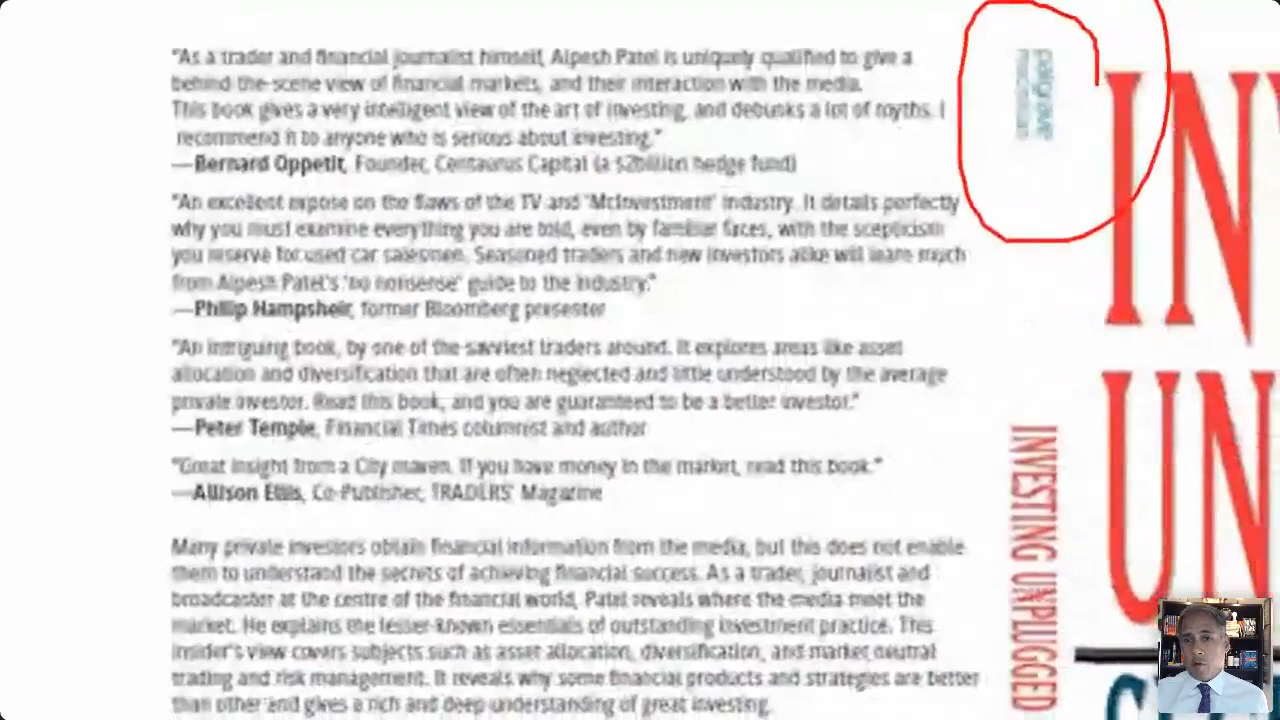 "As a trader and financial journalist himself, Alpesh Patel is uniquely qualified to give a
behind-the-scene view of financial markets, and their interaction with the media.
This book gives a very intelligent view of the art of investing, and debunks a lot of myths. I
recommend it to anyone who is serious about investing."
—Bernard Oppetit, Founder, Centaurus Capital (a $2billion hedge fund)
"An excellent expose on the flaws of the TV and 'McInvestment' industry. It details perfectly
why you must examine everything you are told, even by familiar faces, with the scepticism
you reserve for used car salesmen. Seasoned traders and new investors alike will learn much
from Alpesh Patel's 'no nonsense' guide to the industry."
—Philip Hampsheir, former Bloomberg presenter
"An intriguing book, by one of the savviest traders around. It explores areas like asset
allocation and diversification that are often neglected and little understood by the average
private investor. Read this book, and you are guaranteed to be a better investor."
—Peter Temple, Financial Times columnist and author
"Great insight from a City maven. If you have money in the market, read this book."
—Allison Ellis, Co-Publisher, TRADERS' Magazine
Many private investors obtain financial information from the media, but this does not enable
them to understand the secrets of achieving financial success. As a trader, journalist and
broadcaster at the centre of the financial world, Patel reveals where the media meet the
market. He explains the lesser-known essentials of outstanding investment practice. This
insider's view covers subjects such as asset allocation, diversification, and market neutral
trading and risk management. It reveals why some financial products and strategies are better
than other and gives a rich and deep understanding of great investing.
palgrave
macmillan
INVESTING UNPLUGGED
INV
UN